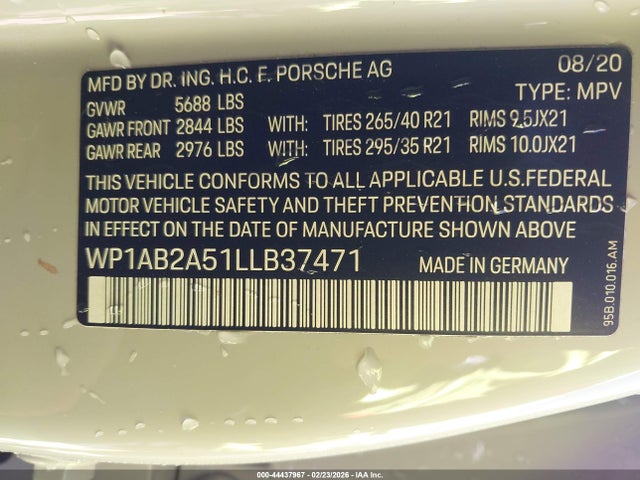 MFD BY DR. ING. H.C. F. PORSCHE AG 08/20
GVWR 5688 LBS TYPE: MPV
GAWR FRONT 2844 LBS WITH: TIRES 265/40 R21 RIMS 9.5JX21
GAWR REAR 2976 LBS WITH: TIRES 295/35 R21 RIMS 10.0JX21
THIS VEHICLE CONFORMS TO ALL APPLICABLE U.S.FEDERAL
MOTOR VEHICLE SAFETY AND THEFT PREVENTION STANDARDS
IN EFFECT ON THE DATE OF MANUFACTURE SHOWN ABOVE
WP1AB2A51LLB37471 MADE IN GERMANY
95B.010.016.AM
000-44437967 - 02/23/2026 - IAA Inc.